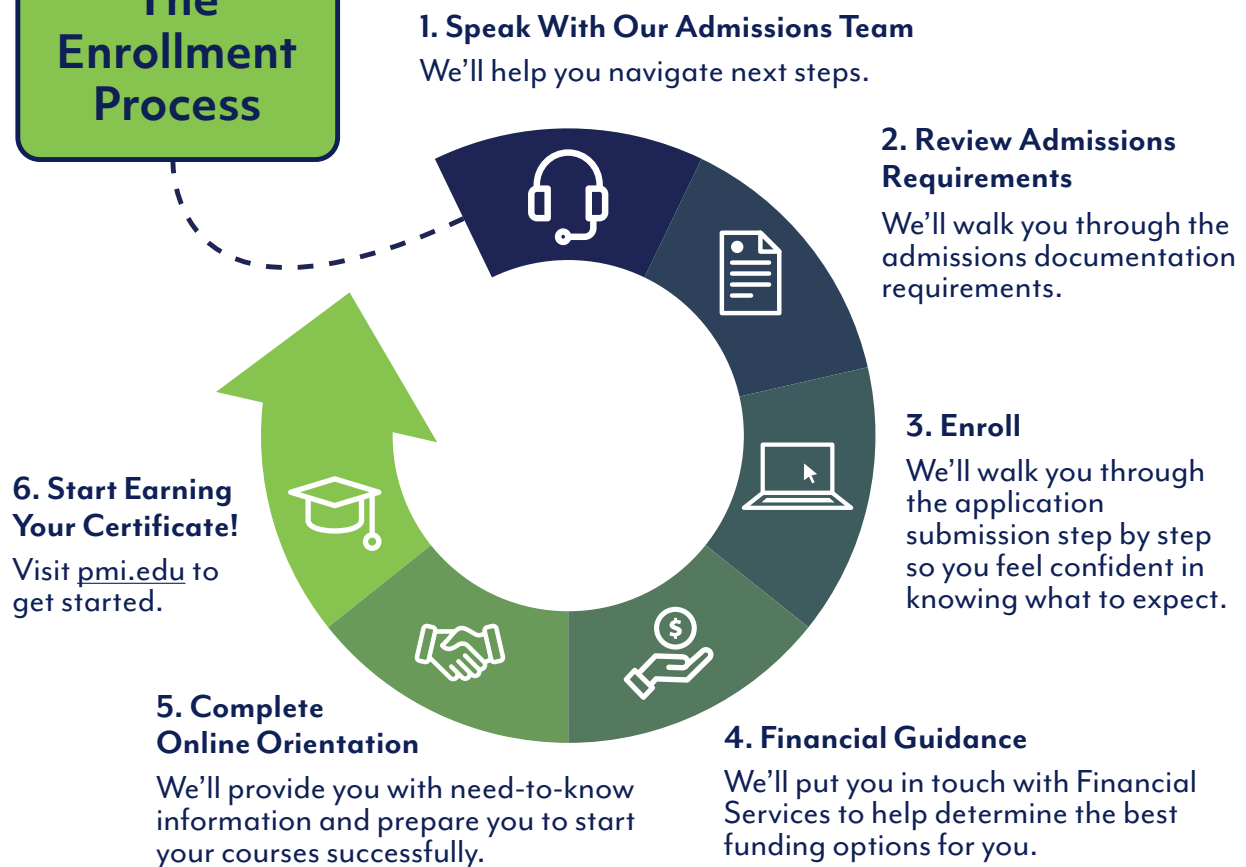 The
Enrollment
Process
1. Speak With Our Admissions Team
We’ll help you navigate next steps.
2. Review Admissions
Requirements
We’ll walk you through the
admissions documentation
requirements.
3. Enroll
We’ll walk you through
the application
submission step by step
so you feel confident in
knowing what to expect.
4. Financial Guidance
We’ll put you in touch with Financial
Services to help determine the best
funding options for you.
5. Complete
Online Orientation
We’ll provide you with need-to-know
information and prepare you to start
your courses successfully.
6. Start Earning
Your Certificate!
Visit pmi.edu to
get started.
$